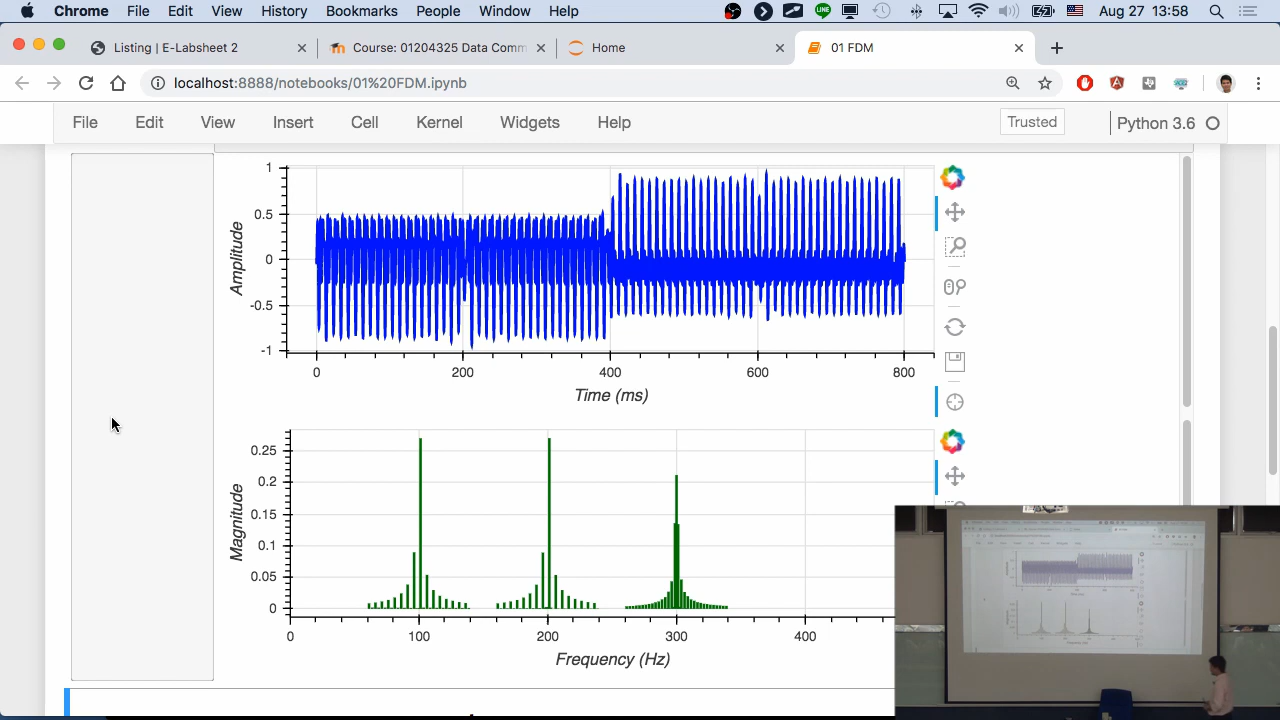 Chrome File Edit View History Bookmarks People Window Help Aug 27 13:58
Listing | E-Labsheet 2 Course: 01204325 Data Com Home 01 FDM
localhost:8888/notebooks/01%20FDM.ipynb
File Edit View Insert Cell Kernel Widgets Help Trusted Python 3.6
1
0.5
0
-0.5
-1
Amplitude
0 200 400 600 800
Time (ms)
0.25
0.2
0.15
0.1
0.05
0
Magnitude
0 100 200 300 400
Frequency (Hz)